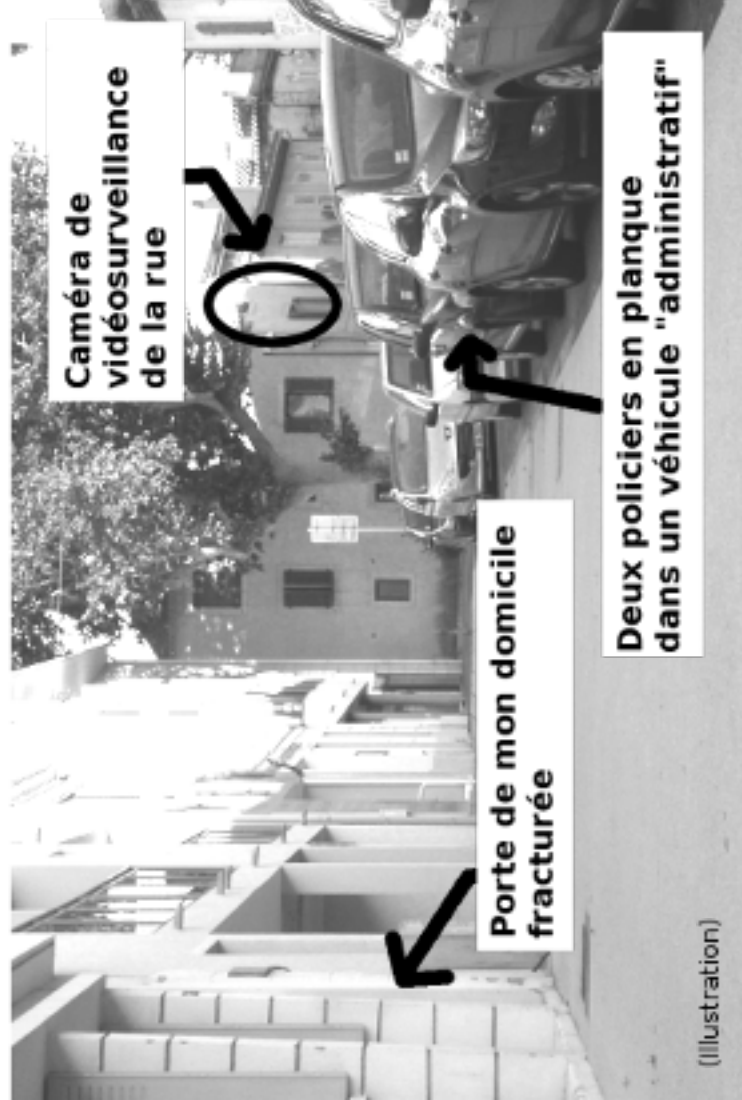 Caméra de
vidéosurveillance
de la rue
Deux policiers en planque
dans un véhicule "administratif"
Porte de mon domicile
fracturée
(Illustration)